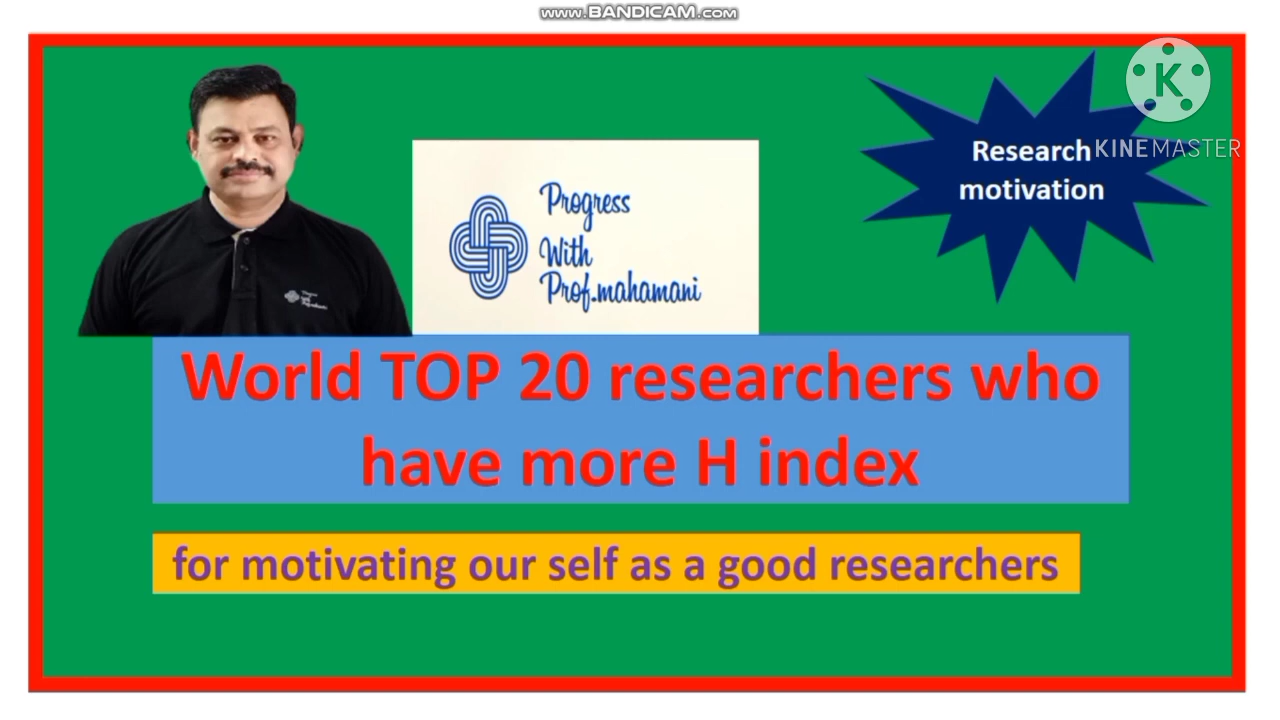 www.BANDICAM.com
Research
motivation
KINEMASTER
Progress
With
Prof.mahamani
World TOP 20 researchers who
have more H index
for motivating our self as a good researchers